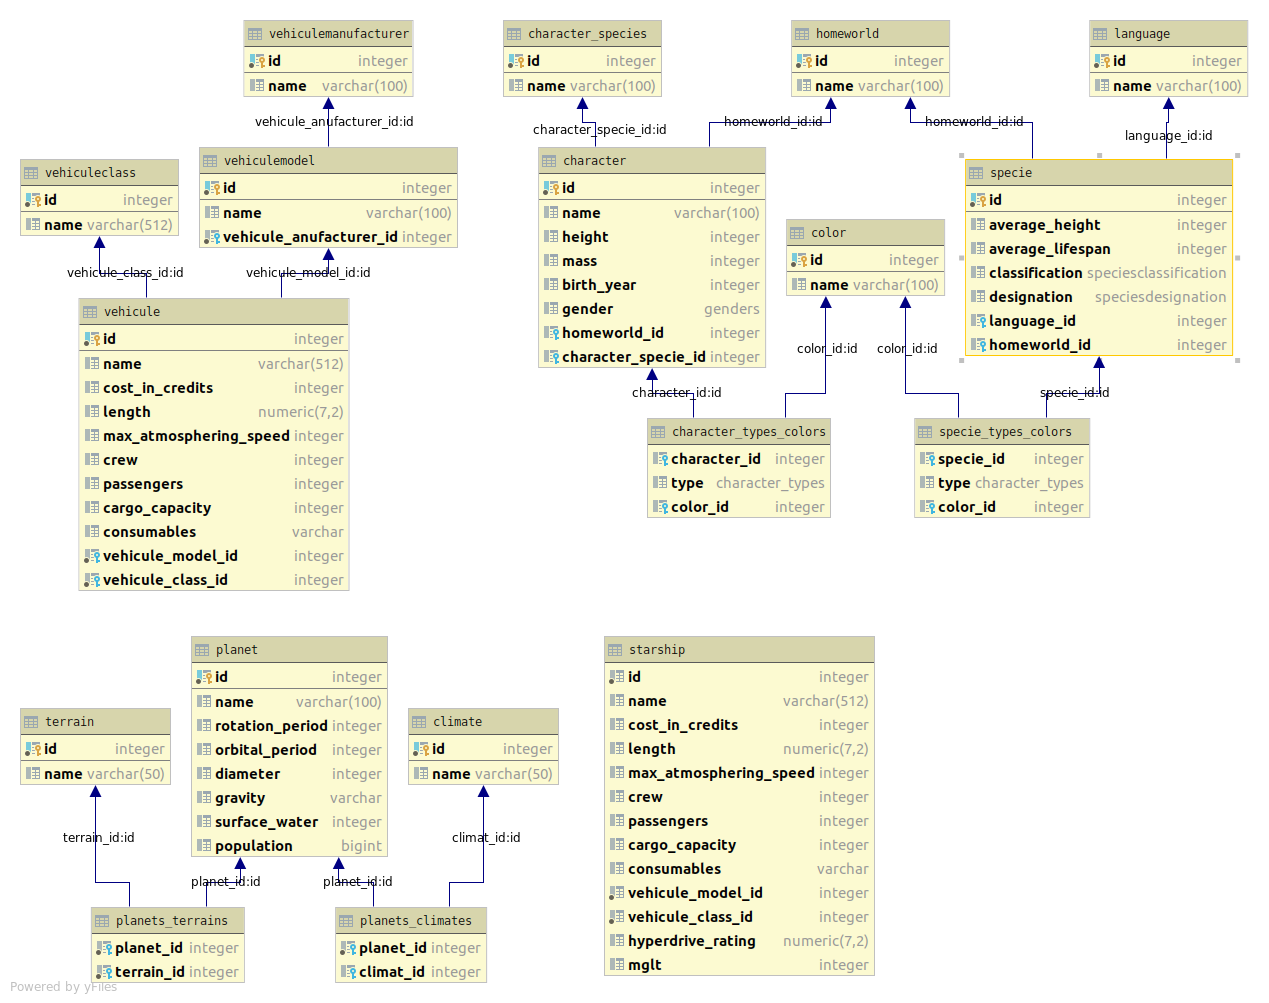 vehiculemanufacturer
id integer
name varchar(100)
character_species
id integer
name varchar(100)
homeworld
id integer
name varchar(100)
language
id integer
name varchar(100)
vehicule_anufacturer_id:id
character_specie_id:id
homeworld_id:id
homeworld_id:id
language_id:id
vehiculeclass
id integer
name varchar(512)
vehiculemodel
id integer
name varchar(100)
vehicule_anufacturer_id integer
character
id integer
name varchar(100)
height integer
mass integer
birth_year integer
gender genders
homeworld_id integer
character_specie_id integer
color
id integer
name varchar(100)
specie
id integer
average_height integer
average_lifespan integer
classification speciesclassification
designation speciesdesignation
language_id integer
homeworld_id integer
vehicule_class_id:id
vehicule_model_id:id
vehicule
id integer
name varchar(512)
cost_in_credits integer
length numeric(7,2)
max_atmosphering_speed integer
crew integer
passengers integer
cargo_capacity integer
consumables varchar
vehicule_model_id integer
vehicule_class_id integer
color_id:id
color_id:id
character_id:id
specie_id:id
character_types_colors
character_id integer
type character_types
color_id integer
specie_types_colors
specie_id integer
type character_types
color_id integer
planet
id integer
name varchar(100)
rotation_period integer
orbital_period integer
diameter integer
gravity varchar
surface_water integer
population bigint
terrain
id integer
name varchar(50)
climate
id integer
name varchar(50)
terrain_id:id
climat_id:id
planet_id:id
planet_id:id
planets_terrains
planet_id integer
terrain_id integer
planets_climates
planet_id integer
climat_id integer
starship
id integer
name varchar(512)
cost_in_credits integer
length numeric(7,2)
max_atmosphering_speed integer
crew integer
passengers integer
cargo_capacity integer
consumables varchar
vehicule_model_id integer
vehicule_class_id integer
hyperdrive_rating numeric(7,2)
mglt integer
Powered by yFiles